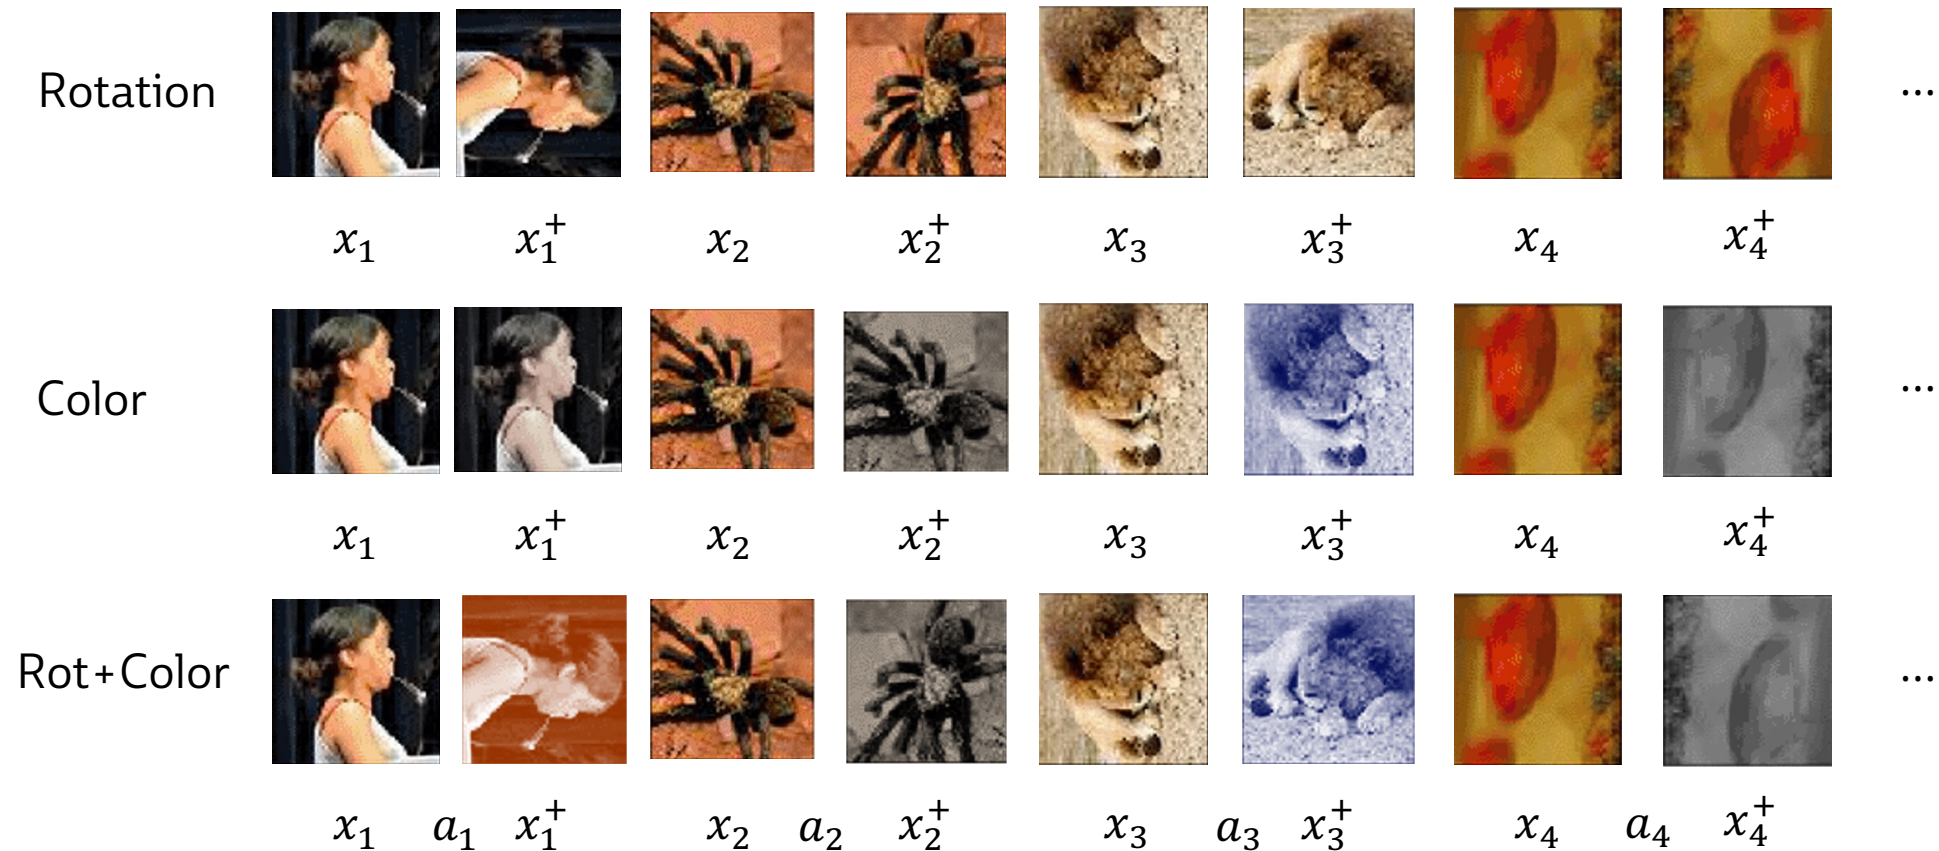 Rotation ...
x₁ x₁⁺ x₂ x₂⁺ x₃ x₃⁺ x₄ x₄⁺
Color ...
x₁ x₁⁺ x₂ x₂⁺ x₃ x₃⁺ x₄ x₄⁺
Rot+Color ...
x₁ a₁ x₁⁺ x₂ a₂ x₂⁺ x₃ a₃ x₃⁺ x₄ a₄ x₄⁺